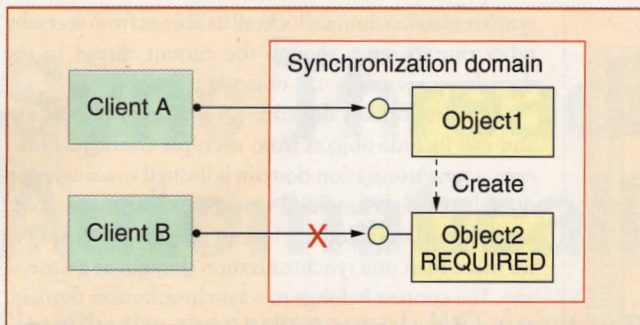 Synchronization domain
Client A
Object1
Create
Client B
X
Object2
REQUIRED